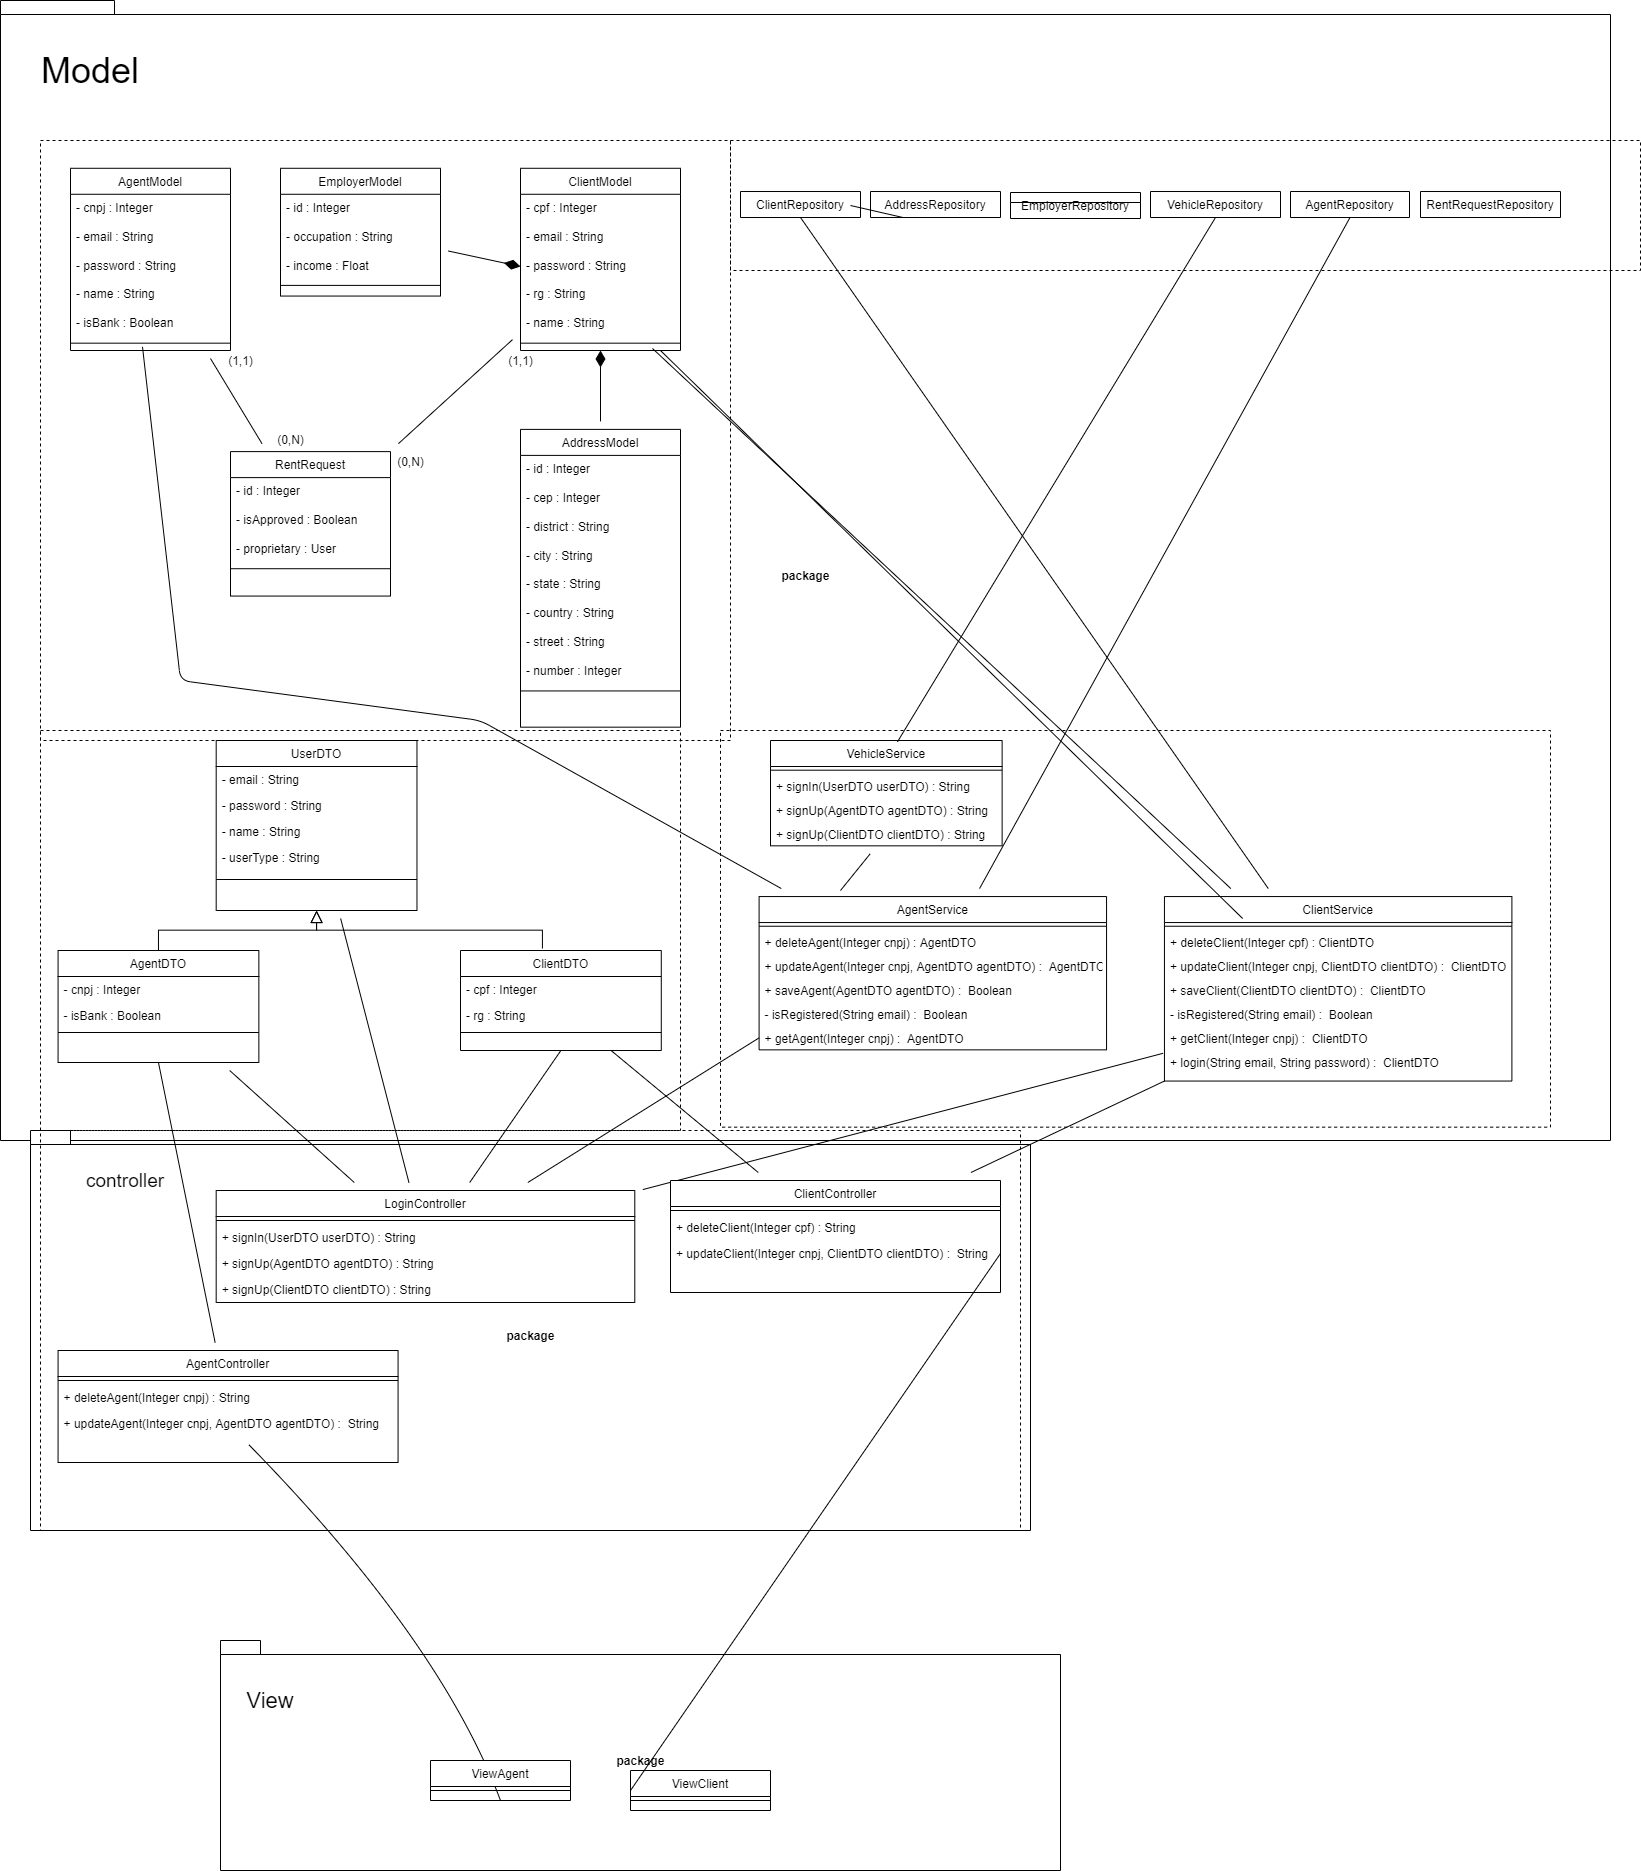 Model
AgentModel
- cnpj : Integer
- email : String
- password : String
- name : String
- isBank : Boolean
EmployerModel
- id : Integer
- occupation : String
- income : Float
ClientModel
- cpf : Integer
- email : String
- password : String
- rg : String
- name : String
ClientRepository
AddressRepository
EmployerRepository
VehicleRepository
AgentRepository
RentRequestRepository
(1,1)
(1,1)
(0,N)
(0,N)
RentRequest
- id : Integer
- isApproved : Boolean
- proprietary : User
AddressModel
- id : Integer
- cep : Integer
- district : String
- city : String
- state : String
- country : String
- street : String
- number : Integer
package
UserDTO
- email : String
- password : String
- name : String
- userType : String
VehicleService
+ signIn(UserDTO userDTO) : String
+ signUp(AgentDTO agentDTO) : String
+ signUp(ClientDTO clientDTO) : String
AgentDTO
- cnpj : Integer
- isBank : Boolean
ClientDTO
- cpf : Integer
- rg : String
AgentService
+ deleteAgent(Integer cnpj) : AgentDTO
+ updateAgent(Integer cnpj, AgentDTO agentDTO) : AgentDTC
+ saveAgent(AgentDTO agentDTO) : Boolean
- isRegistered(String email) : Boolean
+ getAgent(Integer cnpj) : AgentDTO
ClientService
+ deleteClient(Integer cpf) : ClientDTO
+ updateClient(Integer cnpj, ClientDTO clientDTO) : ClientDTO
+ saveClient(ClientDTO clientDTO) : ClientDTO
- isRegistered(String email) : Boolean
+ getClient(Integer cnpj) : ClientDTO
+ login(String email, String password) : ClientDTO
controller
LoginController
+ signIn(UserDTO userDTO) : String
+ signUp(AgentDTO agentDTO) : String
+ signUp(ClientDTO clientDTO) : String
ClientController
+ deleteClient(Integer cpf) : String
+ updateClient(Integer cnpj, ClientDTO clientDTO) : String
package
AgentController
+ deleteAgent(Integer cnpj) : String
+ updateAgent(Integer cnpj, AgentDTO agentDTO) : String
View
package
ViewAgent
ViewClient